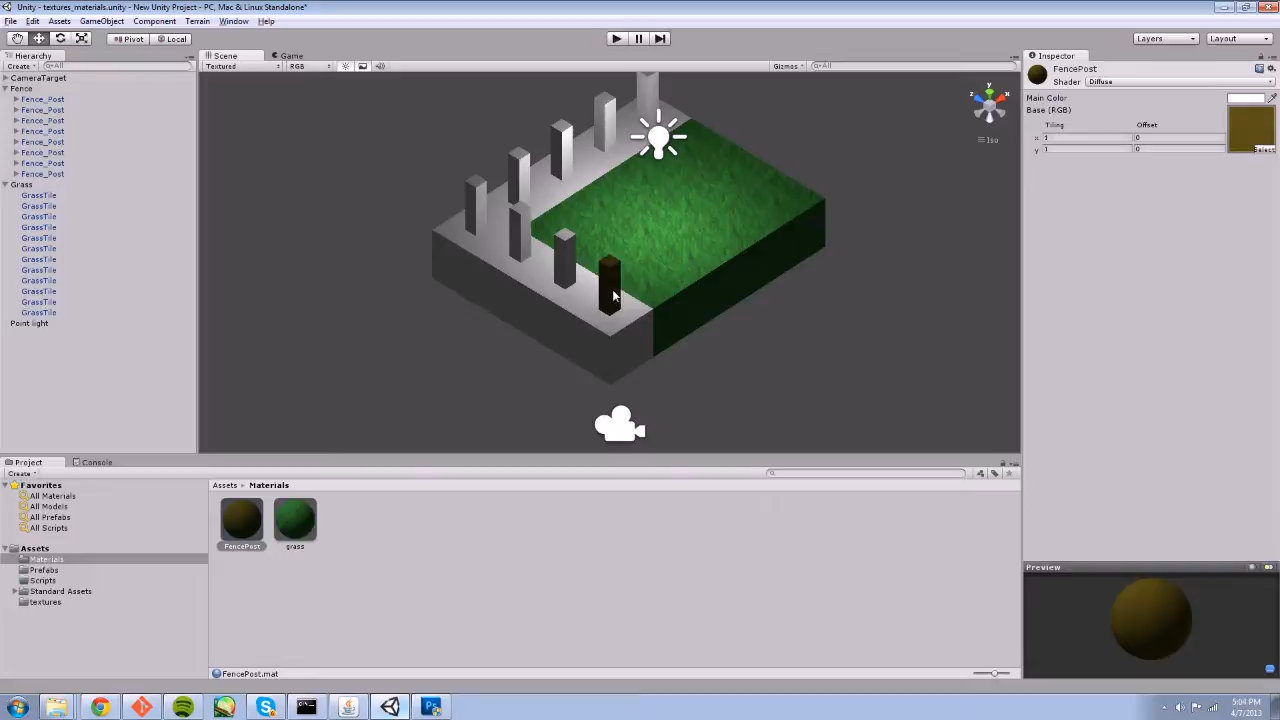 Unity - textures_materials.unity - New Unity Project - PC, Mac & Linux Standalone*
File Edit Assets GameObject Component Terrain Window Help
Pivot Local Layers Layout
Hierarchy
Create All
CameraTarget
Fence
Fence_Post
Fence_Post
Fence_Post
Fence_Post
Fence_Post
Fence_Post
Fence_Post
Fence_Post
Grass
GrassTile
GrassTile
GrassTile
GrassTile
GrassTile
GrassTile
GrassTile
GrassTile
GrassTile
GrassTile
GrassTile
GrassTile
Point light
Scene Game
Textured RGB Gizmos All
y
z x
Iso
Inspector
FencePost
Shader Diffuse
Main Color
Base (RGB)
Tiling Offset
x 1 0
y 1 0
Select
Project Console
Create
Favorites
All Materials
All Models
All Prefabs
All Scripts
Assets
Materials
Prefabs
Scripts
Standard Assets
textures
Assets Materials
FencePost grass
FencePost.mat
Preview
5:04 PM
4/7/2013